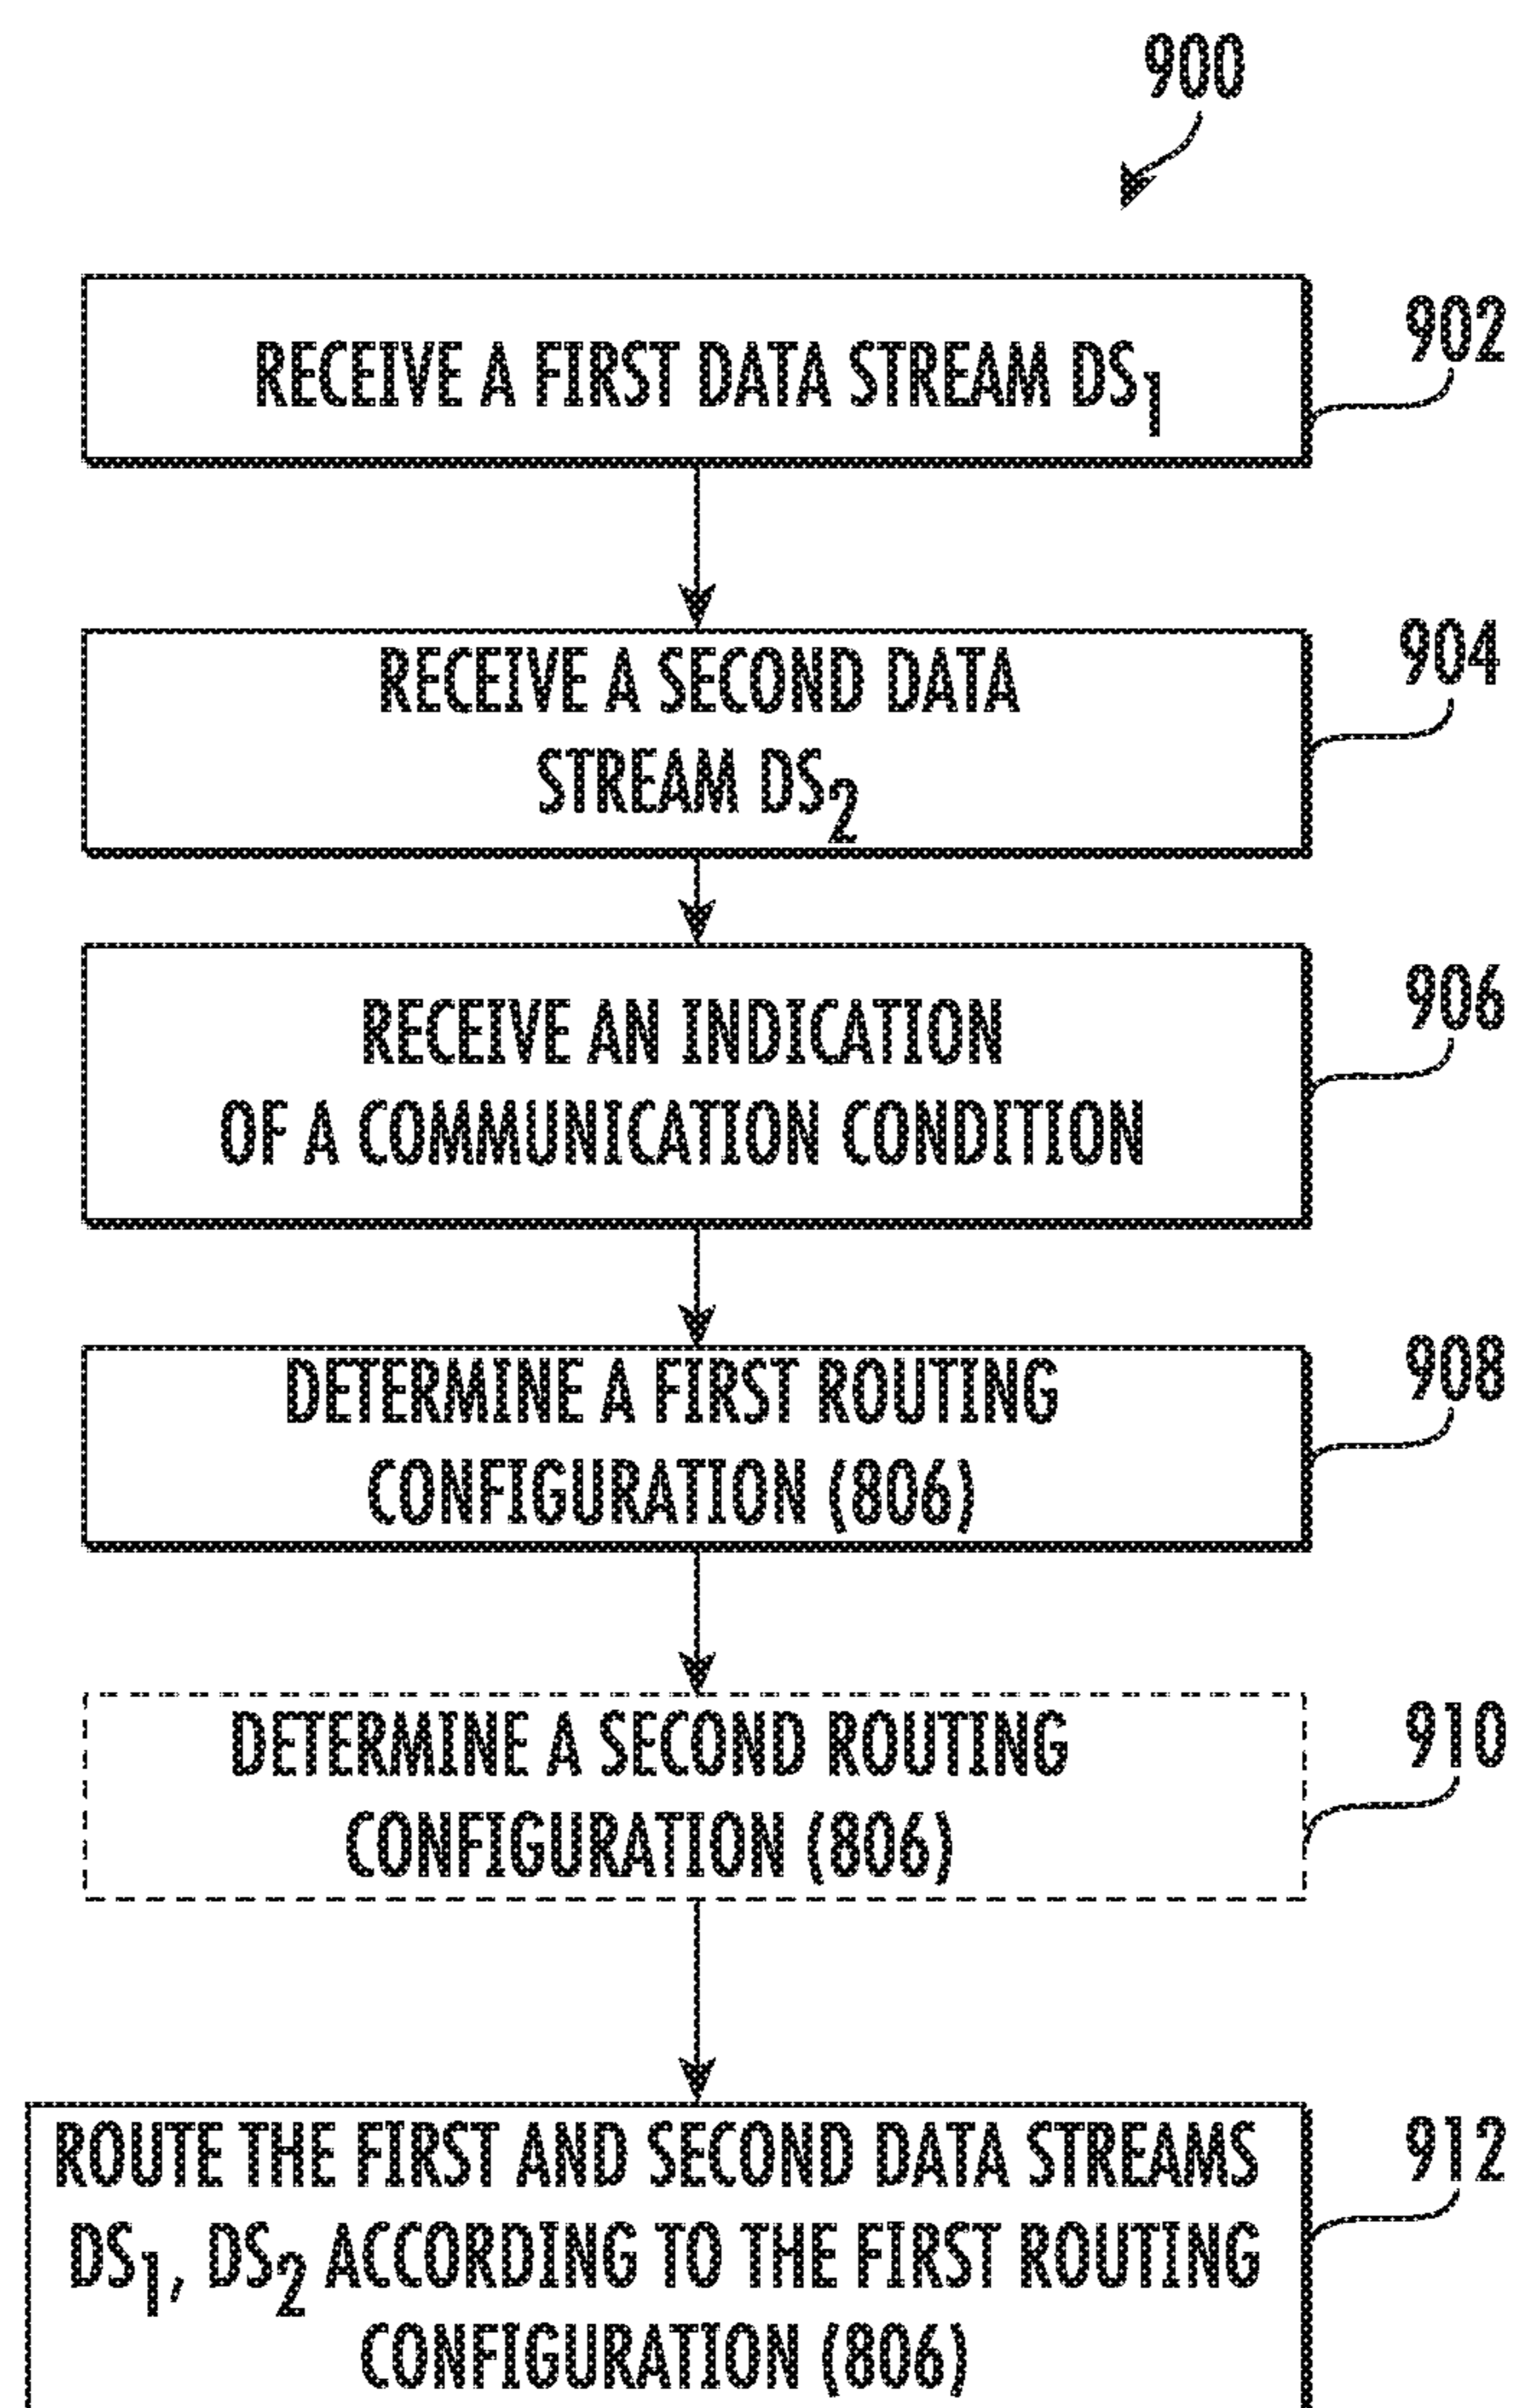 900
RECEIVE A FIRST DATA STREAM DS1
902
RECEIVE A SECOND DATA
STREAM DS2
904
RECEIVE AN INDICATION
OF A COMMUNICATION CONDITION
906
DETERMINE A FIRST ROUTING
CONFIGURATION (806)
908
DETERMINE A SECOND ROUTING
CONFIGURATION (806)
910
ROUTE THE FIRST AND SECOND DATA STREAMS
DS1, DS2 ACCORDING TO THE FIRST ROUTING
CONFIGURATION (806)
912